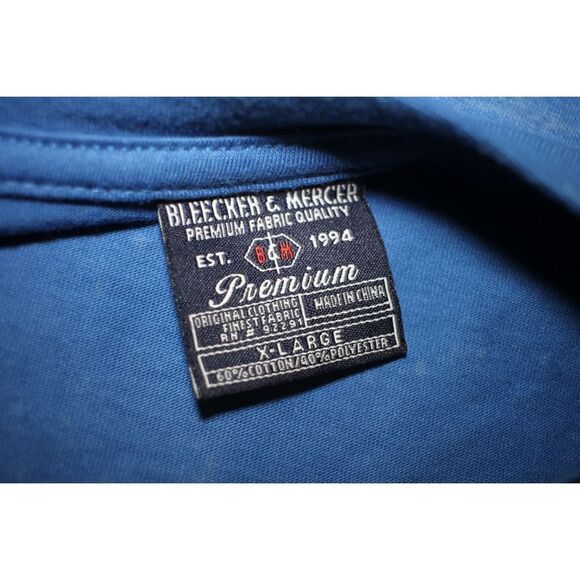 BLEECKER & MERCER
PREMIUM FABRIC QUALITY
EST. B & M 1994
Premium
ORIGINAL CLOTHING
FINEST FABRIC
RN # 92291
MADE IN CHINA
X-LARGE
60% COTTON/40% POLYESTER